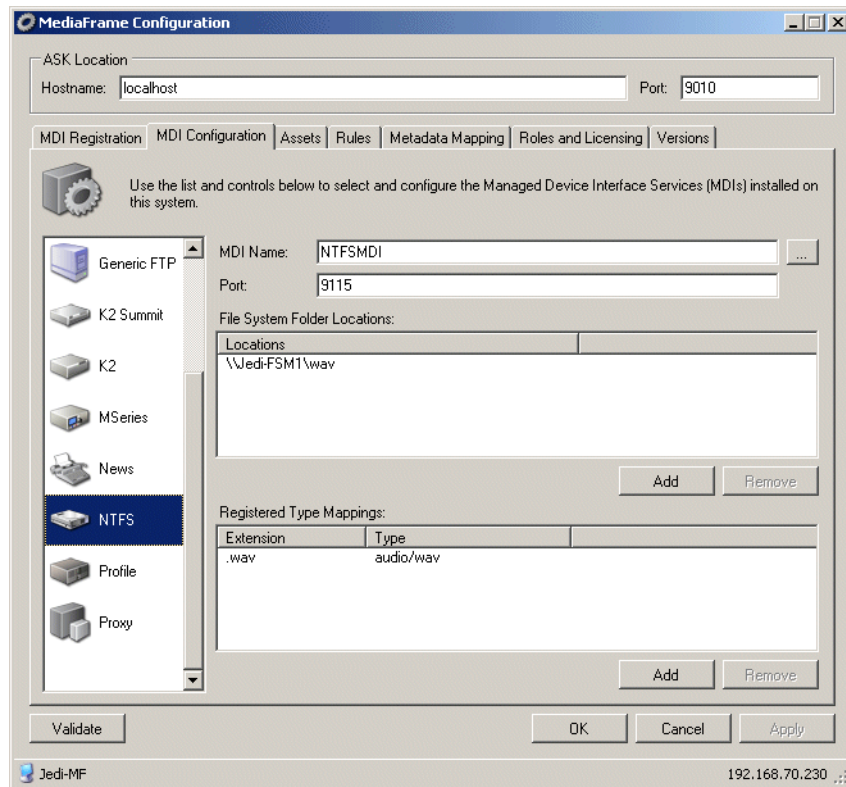 MediaFrame Configuration
ASK Location
Hostname: localhost Port: 9010
MDI Registration MDI Configuration Assets Rules Metadata Mapping Roles and Licensing Versions
Use the list and controls below to select and configure the Managed Device Interface Services (MDIs) installed on
this system.
Generic FTP
K2 Summit
K2
MSeries
News
NTFS
Profile
Proxy
MDI Name: NTFSMDI ...
Port: 9115
File System Folder Locations:
Locations
\\Jedi-FSM1\wav
Add Remove
Registered Type Mappings:
Extension Type
.wav audio/wav
Add Remove
Validate OK Cancel Apply
Jedi-MF 192.168.70.230